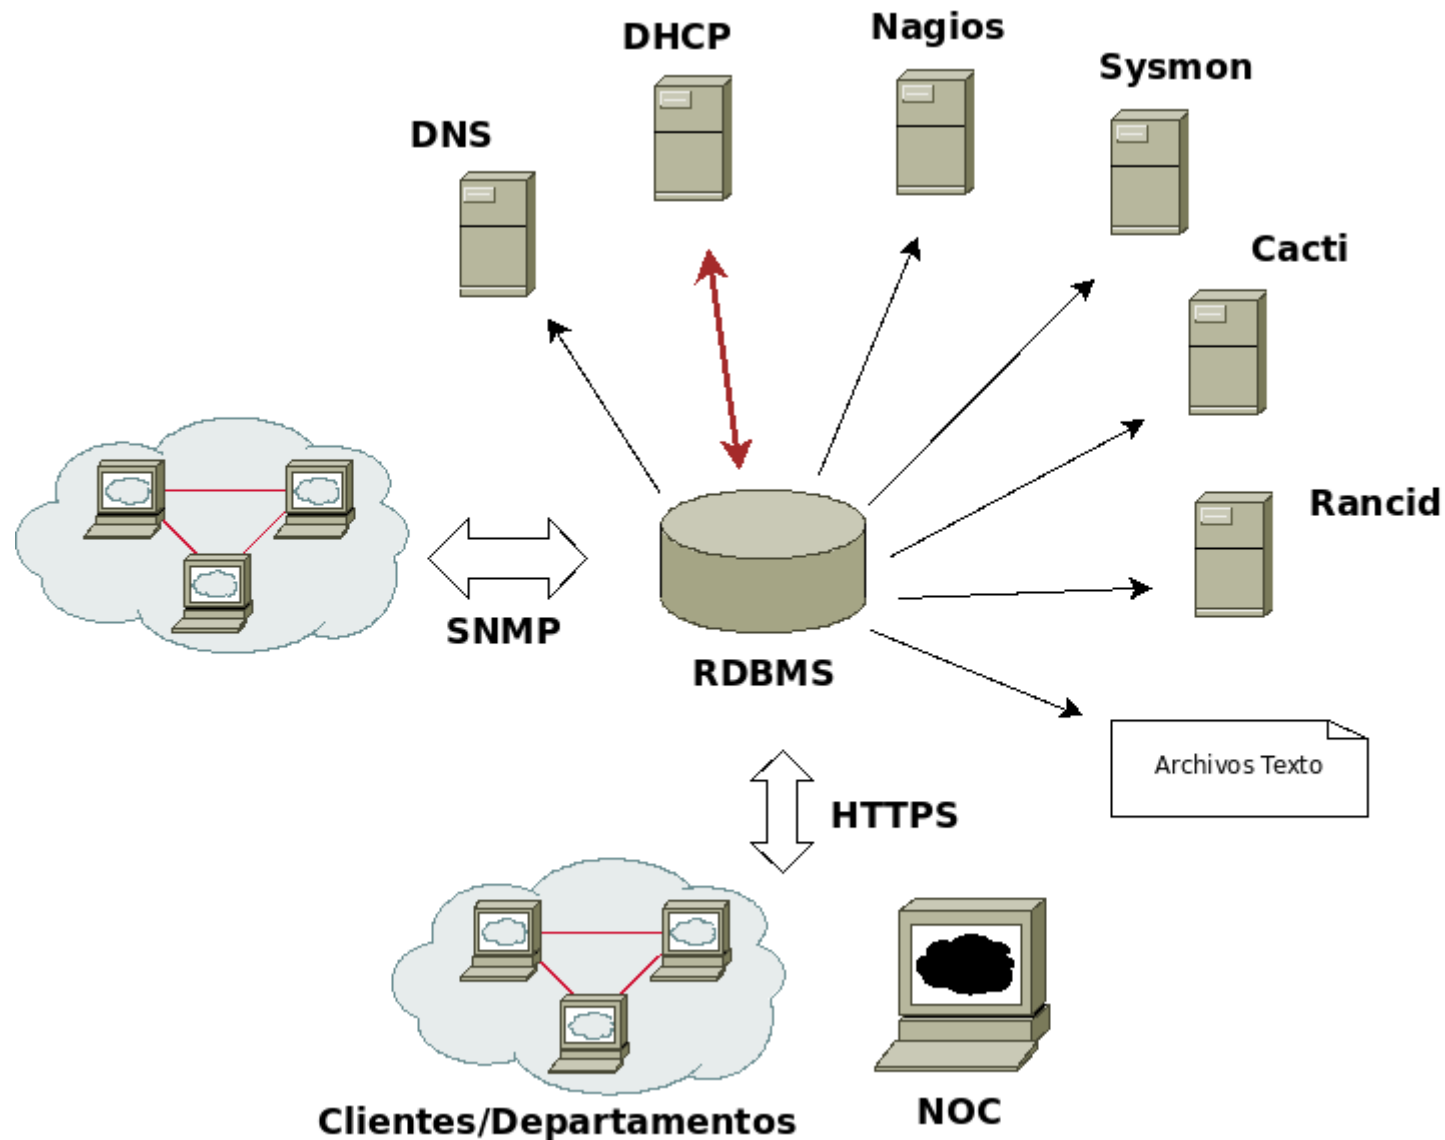 Nagios
DHCP
Sysmon
DNS
Cacti
Rancid
SNMP
RDBMS
Archivos Texto
HTTPS
NOC
Clientes/Departamentos